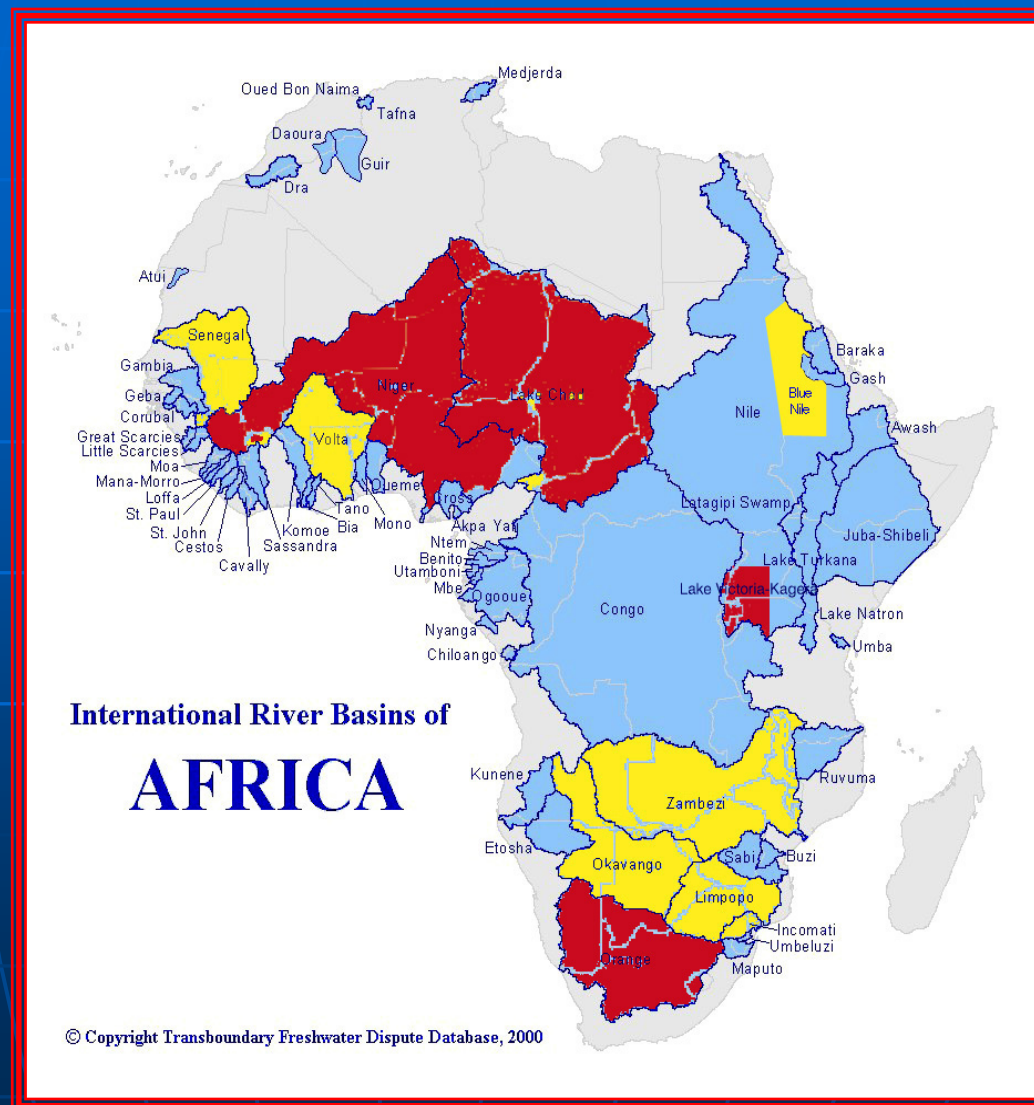 Medjerda
Oued Bon Naima
Tafna
Daoura
Guir
Dra
Atui
Senegal
Gambia
Geba
Corubal
Great Scarcies
Little Scarcies
Moa
Mana-Morro
Loffa
St. Paul
St. John
Cestos
Cavally
Sassandra
Komoe
Bia
Tano
Mono
Oueme
Volta
Niger
Lake Chad
Cross
Akpa Yafi
Ntem
Benito
Utamboni
Mbe
Ogooue
Nyanga
Chiloango
Congo
Nile
Blue
Nile
Baraka
Gash
Awash
Latagipi Swamp
Juba-Shibeli
Lake Turkana
Lake Victoria-Kagera
Lake Natron
Umba
International River Basins of
AFRICA
Kunene
Etosha
Zambezi
Ruvuma
Okavango
Sabi
Buzi
Limpopo
Incomati
Umbeluzi
Maputo
Orange
© Copyright Transboundary Freshwater Dispute Database, 2000